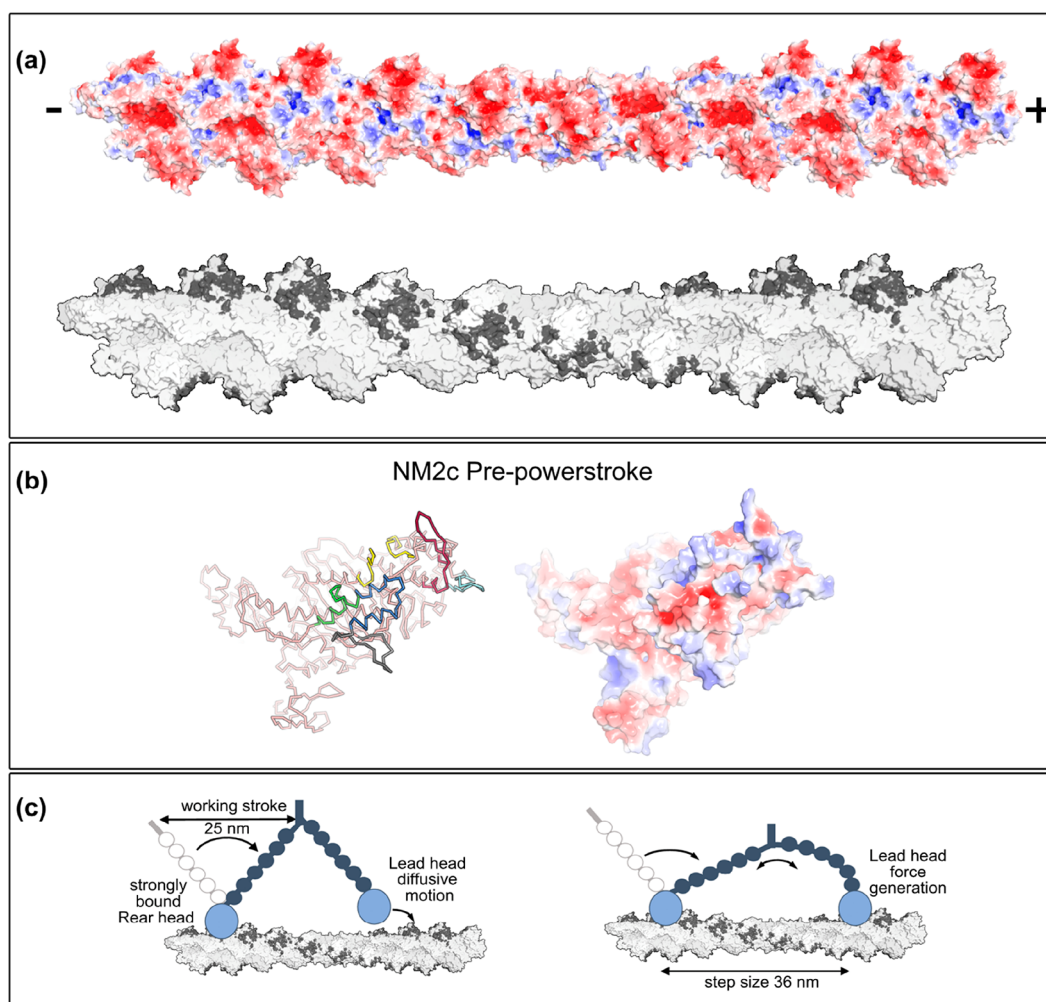 (a)
-
+
(b)
NM2c Pre-powerstroke
(c)
working stroke
25 nm
strongly
bound
Rear head
Lead head
diffusive
motion
Lead head
force
generation
step size 36 nm